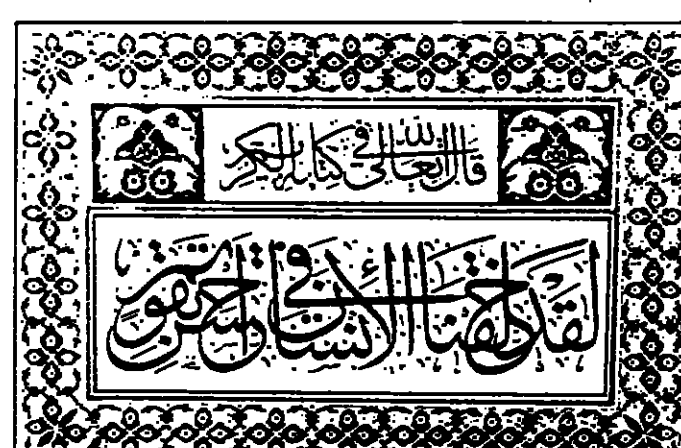 قال الله تعالى في كتابه الكريم
لقد خلقنا الإنسان في أحسن تقويم